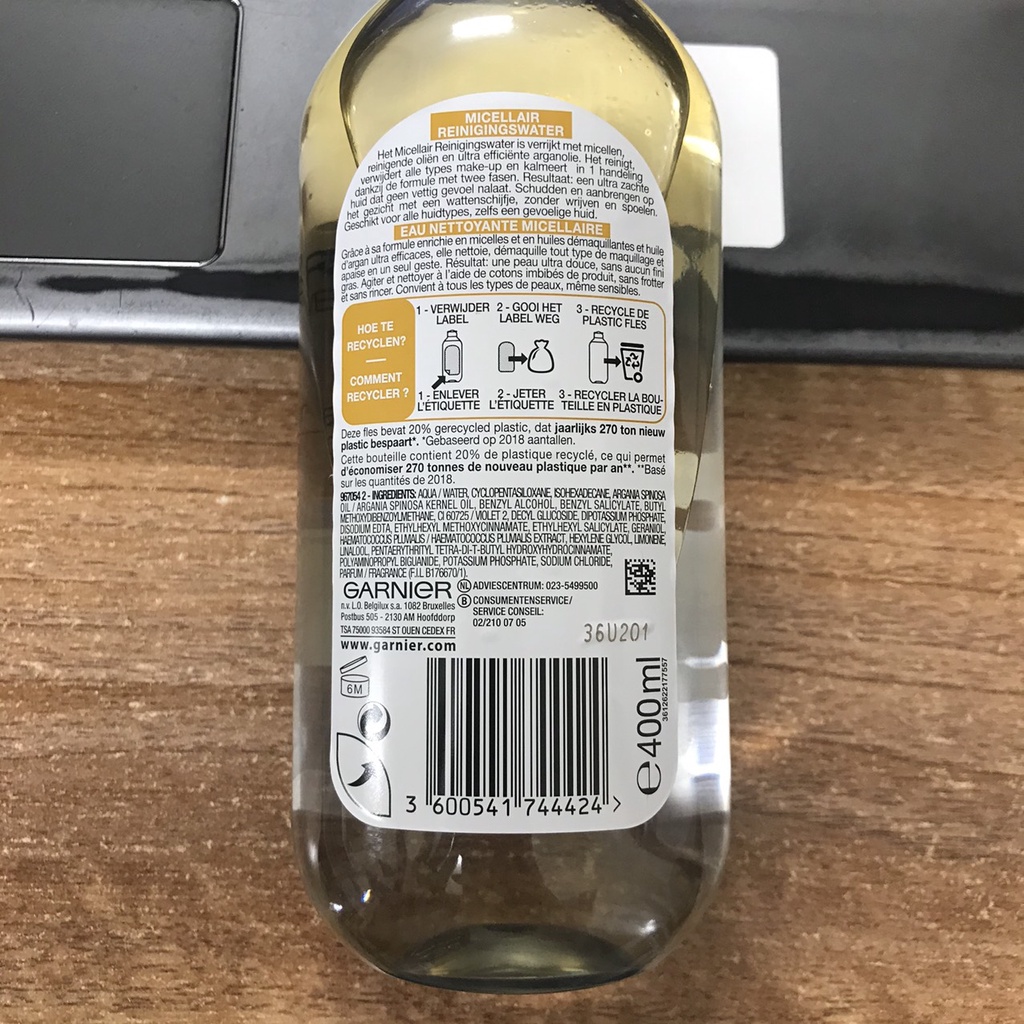 MICELLAIR
REINIGINGSWATER
Het Micellair Reinigingswater is verrijkt met micellen,
reinigende oliën en ultra efficiënte arganolie. Het reinigt,
verwijdert alle types make-up en kalmeert in 1 handeling
dankzij de formule met twee fasen. Resultaat: een ultra zachte
huid dat geen vettig gevoel nalaat. Schudden en aanbrengen op
het gezicht met een wattenschijfje, zonder wrijven en spoelen.
Geschikt voor alle huidtypes, zelfs een gevoelige huid.
EAU NETTOYANTE MICELLAIRE
Grâce à sa formule enrichie en micelles et en huiles démaquillantes et huile
d'argan ultra efficaces, elle nettoie, démaquille tout type de maquillage et
apaise en un seul geste. Résultat: une peau ultra douce, sans aucun fini
gras. Agiter et nettoyer à l'aide de cotons imbibés de produit, sans frotter
et sans rincer. Convient à tous les types de peaux, même sensibles.
HOE TE
RECYCLEN?
COMMENT
RECYCLER ?
1 - VERWIJDER
LABEL
2 - GOOI HET
LABEL WEG
3 - RECYCLE DE
PLASTIC FLES
1 - ENLEVER
L'ÉTIQUETTE
2 - JETER
L'ÉTIQUETTE
3 - RECYCLER LA BOU-
TEILLE EN PLASTIQUE
Deze fles bevat 20% gerecycled plastic, dat jaarlijks 270 ton nieuw
plastic bespaart*. *Gebaseerd op 2018 aantallen.
Cette bouteille contient 20% de plastique recyclé, ce qui permet
d'économiser 270 tonnes de nouveau plastique par an**. **Basé
sur les quantités de 2018.
967054 2 - INGREDIENTS: AQUA / WATER, CYCLOPENTASILOXANE, ISOHEXADECANE, ARGANIA SPINOSA
OIL / ARGANIA SPINOSA KERNEL OIL, BENZYL ALCOHOL, BENZYL SALICYLATE, BUTYL
METHOXYDIBENZOYLMETHANE, CI 60725 / VIOLET 2, DECYL GLUCOSIDE, DIPOTASSIUM PHOSPHATE,
DISODIUM EDTA, ETHYLHEXYL METHOXYCINNAMATE, ETHYLHEXYL SALICYLATE, GERANIOL,
HAEMATOCOCCUS PLUVIALIS / HAEMATOCOCCUS PLUVIALIS EXTRACT, HEXYLENE GLYCOL, LIMONENE,
LINALOOL, PENTAERYTHRITYL TETRA-DI-T-BUTYL HYDROXYHYDROCINNAMATE,
POLYAMINOPROPYL BIGUANIDE, POTASSIUM PHOSPHATE, SODIUM CHLORIDE,
PARFUM / FRAGRANCE (F.I.L B176670/1).
GARNIER
n.v. L.O. Belgilux s.a. 1082 Bruxelles
Postbus 505 - 2130 AM Hoofddorp
TSA 75000 93584 ST OUEN CEDEX FR
www.garnier.com
NL ADVIESCENTRUM: 023-5499500
B CONSUMENTENSERVICE/
SERVICE CONSEIL:
02/210 07 05
36U201
6M
e400ml
3612622177557
3 600541 744424 >